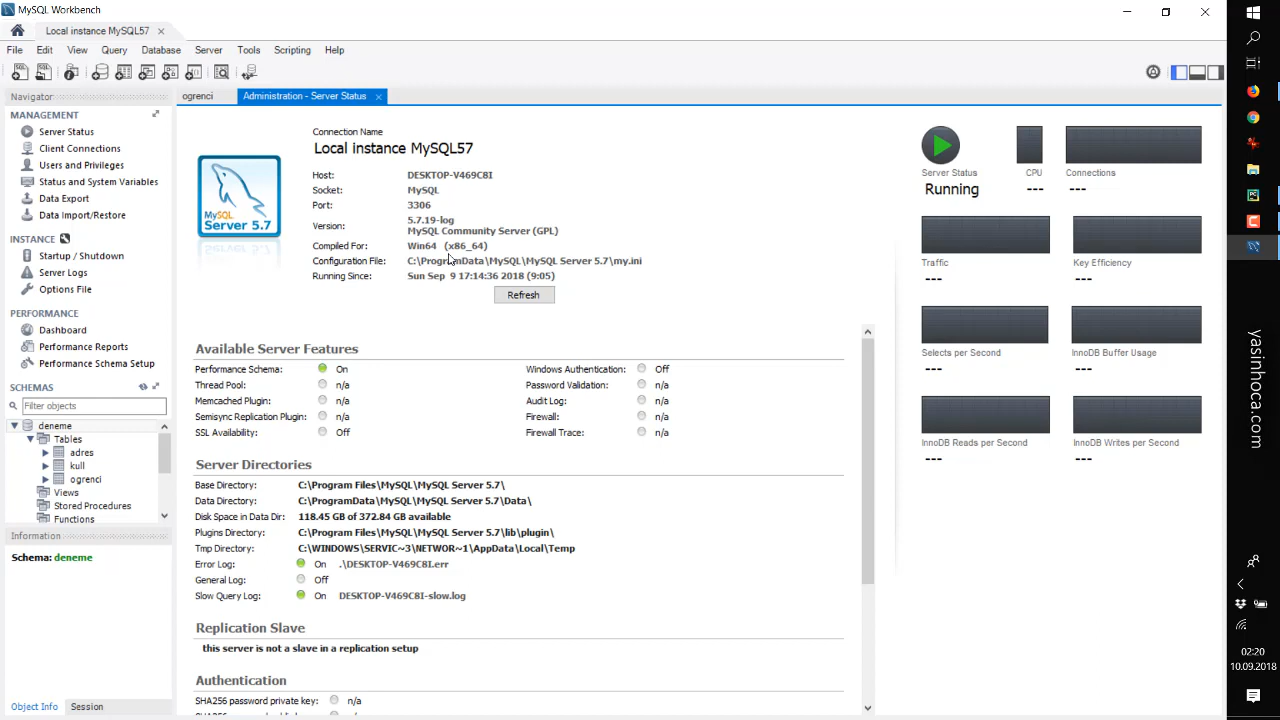 MySQL Workbench
Local instance MySQL57
File Edit View Query Database Server Tools Scripting Help
Navigator
MANAGEMENT
Server Status
Client Connections
Users and Privileges
Status and System Variables
Data Export
Data Import/Restore
INSTANCE
Startup / Shutdown
Server Logs
Options File
PERFORMANCE
Dashboard
Performance Reports
Performance Schema Setup
SCHEMAS
Filter objects
deneme
Tables
adres
kull
ogrenci
Views
Stored Procedures
Functions
Information
Schema: deneme
Object Info Session
ogrenci Administration - Server Status
MySQL
Server 5.7
Connection Name
Local instance MySQL57
Host: DESKTOP-V469C8I
Socket: MySQL
Port: 3306
Version: 5.7.19-log
MySQL Community Server (GPL)
Compiled For: Win64 (x86_64)
Configuration File: C:\ProgramData\MySQL\MySQL Server 5.7\my.ini
Running Since: Sun Sep 9 17:14:36 2018 (9:05)
Refresh
Available Server Features
Performance Schema: On Windows Authentication: Off
Thread Pool: n/a Password Validation: n/a
Memcached Plugin: n/a Audit Log: n/a
Semisync Replication Plugin: n/a Firewall: n/a
SSL Availability: Off Firewall Trace: n/a
Server Directories
Base Directory: C:\Program Files\MySQL\MySQL Server 5.7\
Data Directory: C:\ProgramData\MySQL\MySQL Server 5.7\Data\
Disk Space in Data Dir: 118.45 GB of 372.84 GB available
Plugins Directory: C:\Program Files\MySQL\MySQL Server 5.7\lib\plugin\
Tmp Directory: C:\WINDOWS\SERVIC~3\NETWOR~1\AppData\Local\Temp
Error Log: On .\DESKTOP-V469C8I.err
General Log: Off
Slow Query Log: On DESKTOP-V469C8I-slow.log
Replication Slave
this server is not a slave in a replication setup
Authentication
SHA256 password private key: n/a
Server Status CPU Connections
Running --- ---
Traffic Key Efficiency
Selects per Second InnoDB Buffer Usage
--- ---
InnoDB Reads per Second InnoDB Writes per Second
--- ---
yasinhoca.com
02:20
10.09.2018